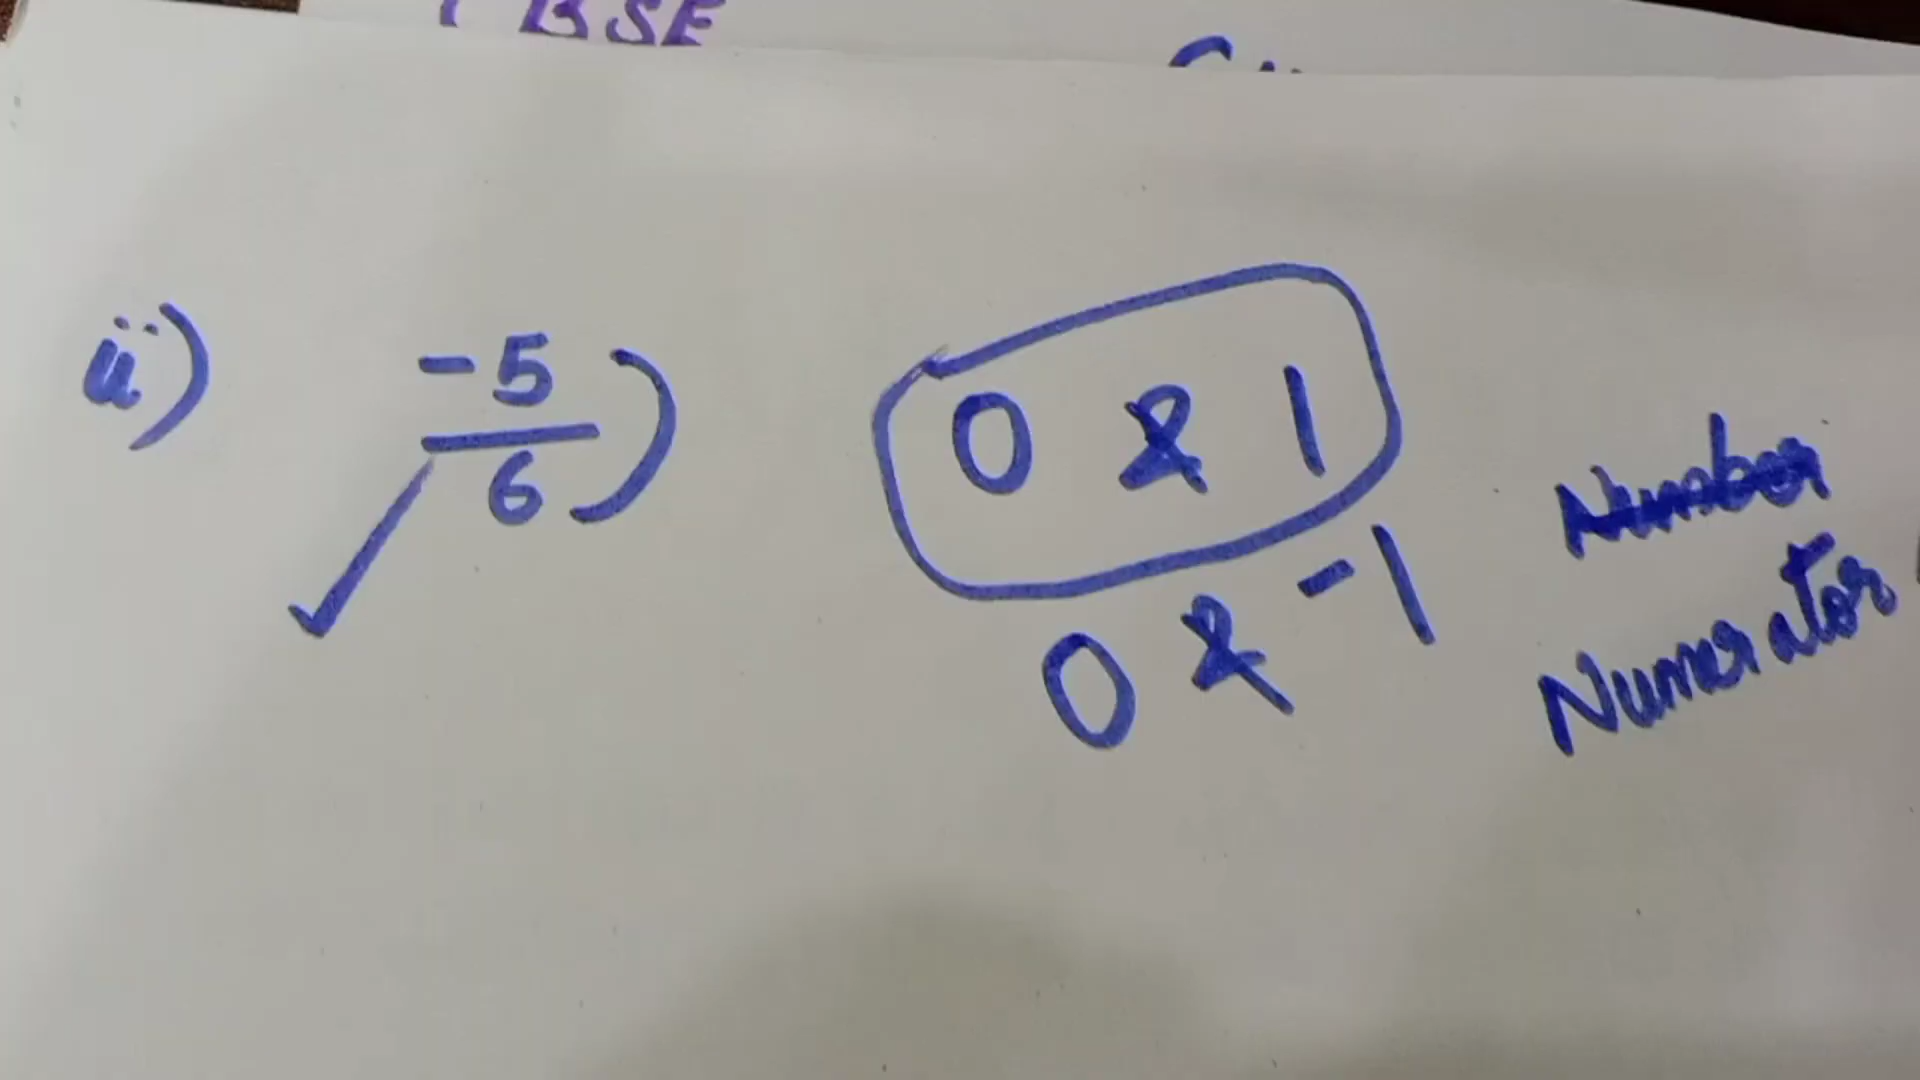 BSE
ii) -5/6)
0 & 1
0 & -1
Number
Numerator